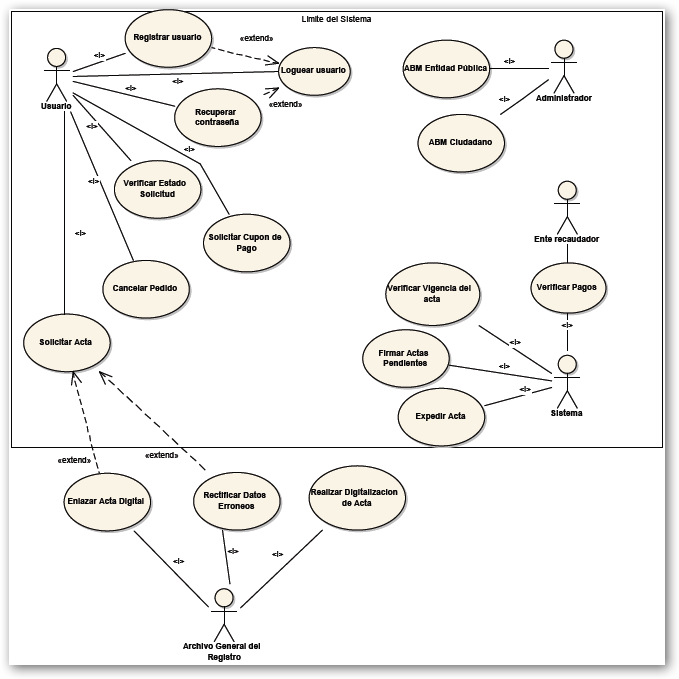 Límite del Sistema
Registrar usuario
«extend»
<i>
Loguear usuario
<i>
Usuario
<i>
«extend»
Recuperar
contraseña
<i>
<i>
ABM Entidad Pública
<i>
Administrador
<i>
ABM Ciudadano
<i>
Verificar Estado
Solicitud
Solicitar Cupon de
Pago
<i>
Ente recaudador
Cancelar Pedido
Verificar Vigencia del
acta
Verificar Pagos
<i>
Solicitar Acta
<i>
Firmar Actas
Pendientes
<i>
<i>
Expedir Acta
Sistema
«extend»
«extend»
Enlazar Acta Digital
Rectificar Datos
Erroneos
Realizar Digitalizacion
de Acta
<i>
<i>
<i>
Archivo General del
Registro